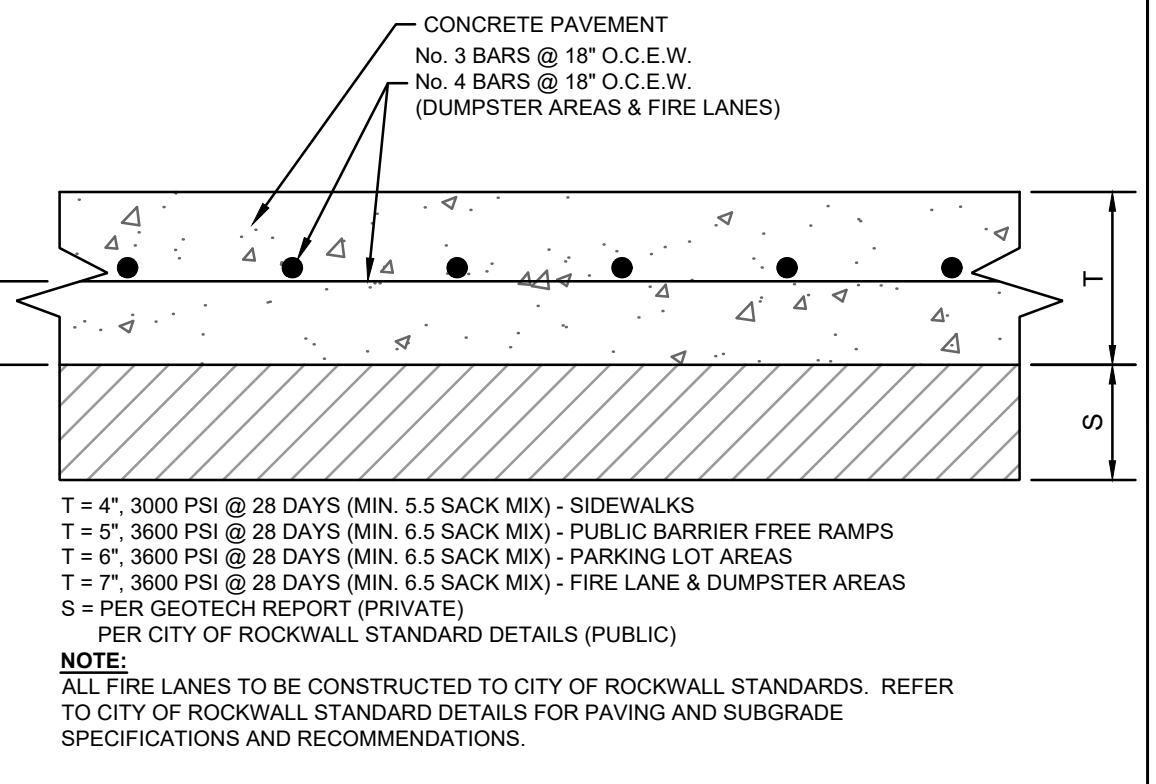 CONCRETE PAVEMENT
No. 3 BARS @ 18" O.C.E.W.
No. 4 BARS @ 18" O.C.E.W.
(DUMPSTER AREAS & FIRE LANES)
T
S
T = 4", 3000 PSI @ 28 DAYS (MIN. 5.5 SACK MIX) - SIDEWALKS
T = 5", 3600 PSI @ 28 DAYS (MIN. 6.5 SACK MIX) - PUBLIC BARRIER FREE RAMPS
T = 6", 3600 PSI @ 28 DAYS (MIN. 6.5 SACK MIX) - PARKING LOT AREAS
T = 7", 3600 PSI @ 28 DAYS (MIN. 6.5 SACK MIX) - FIRE LANE & DUMPSTER AREAS
S = PER GEOTECH REPORT (PRIVATE)
PER CITY OF ROCKWALL STANDARD DETAILS (PUBLIC)
NOTE:
ALL FIRE LANES TO BE CONSTRUCTED TO CITY OF ROCKWALL STANDARDS. REFER
TO CITY OF ROCKWALL STANDARD DETAILS FOR PAVING AND SUBGRADE
SPECIFICATIONS AND RECOMMENDATIONS.